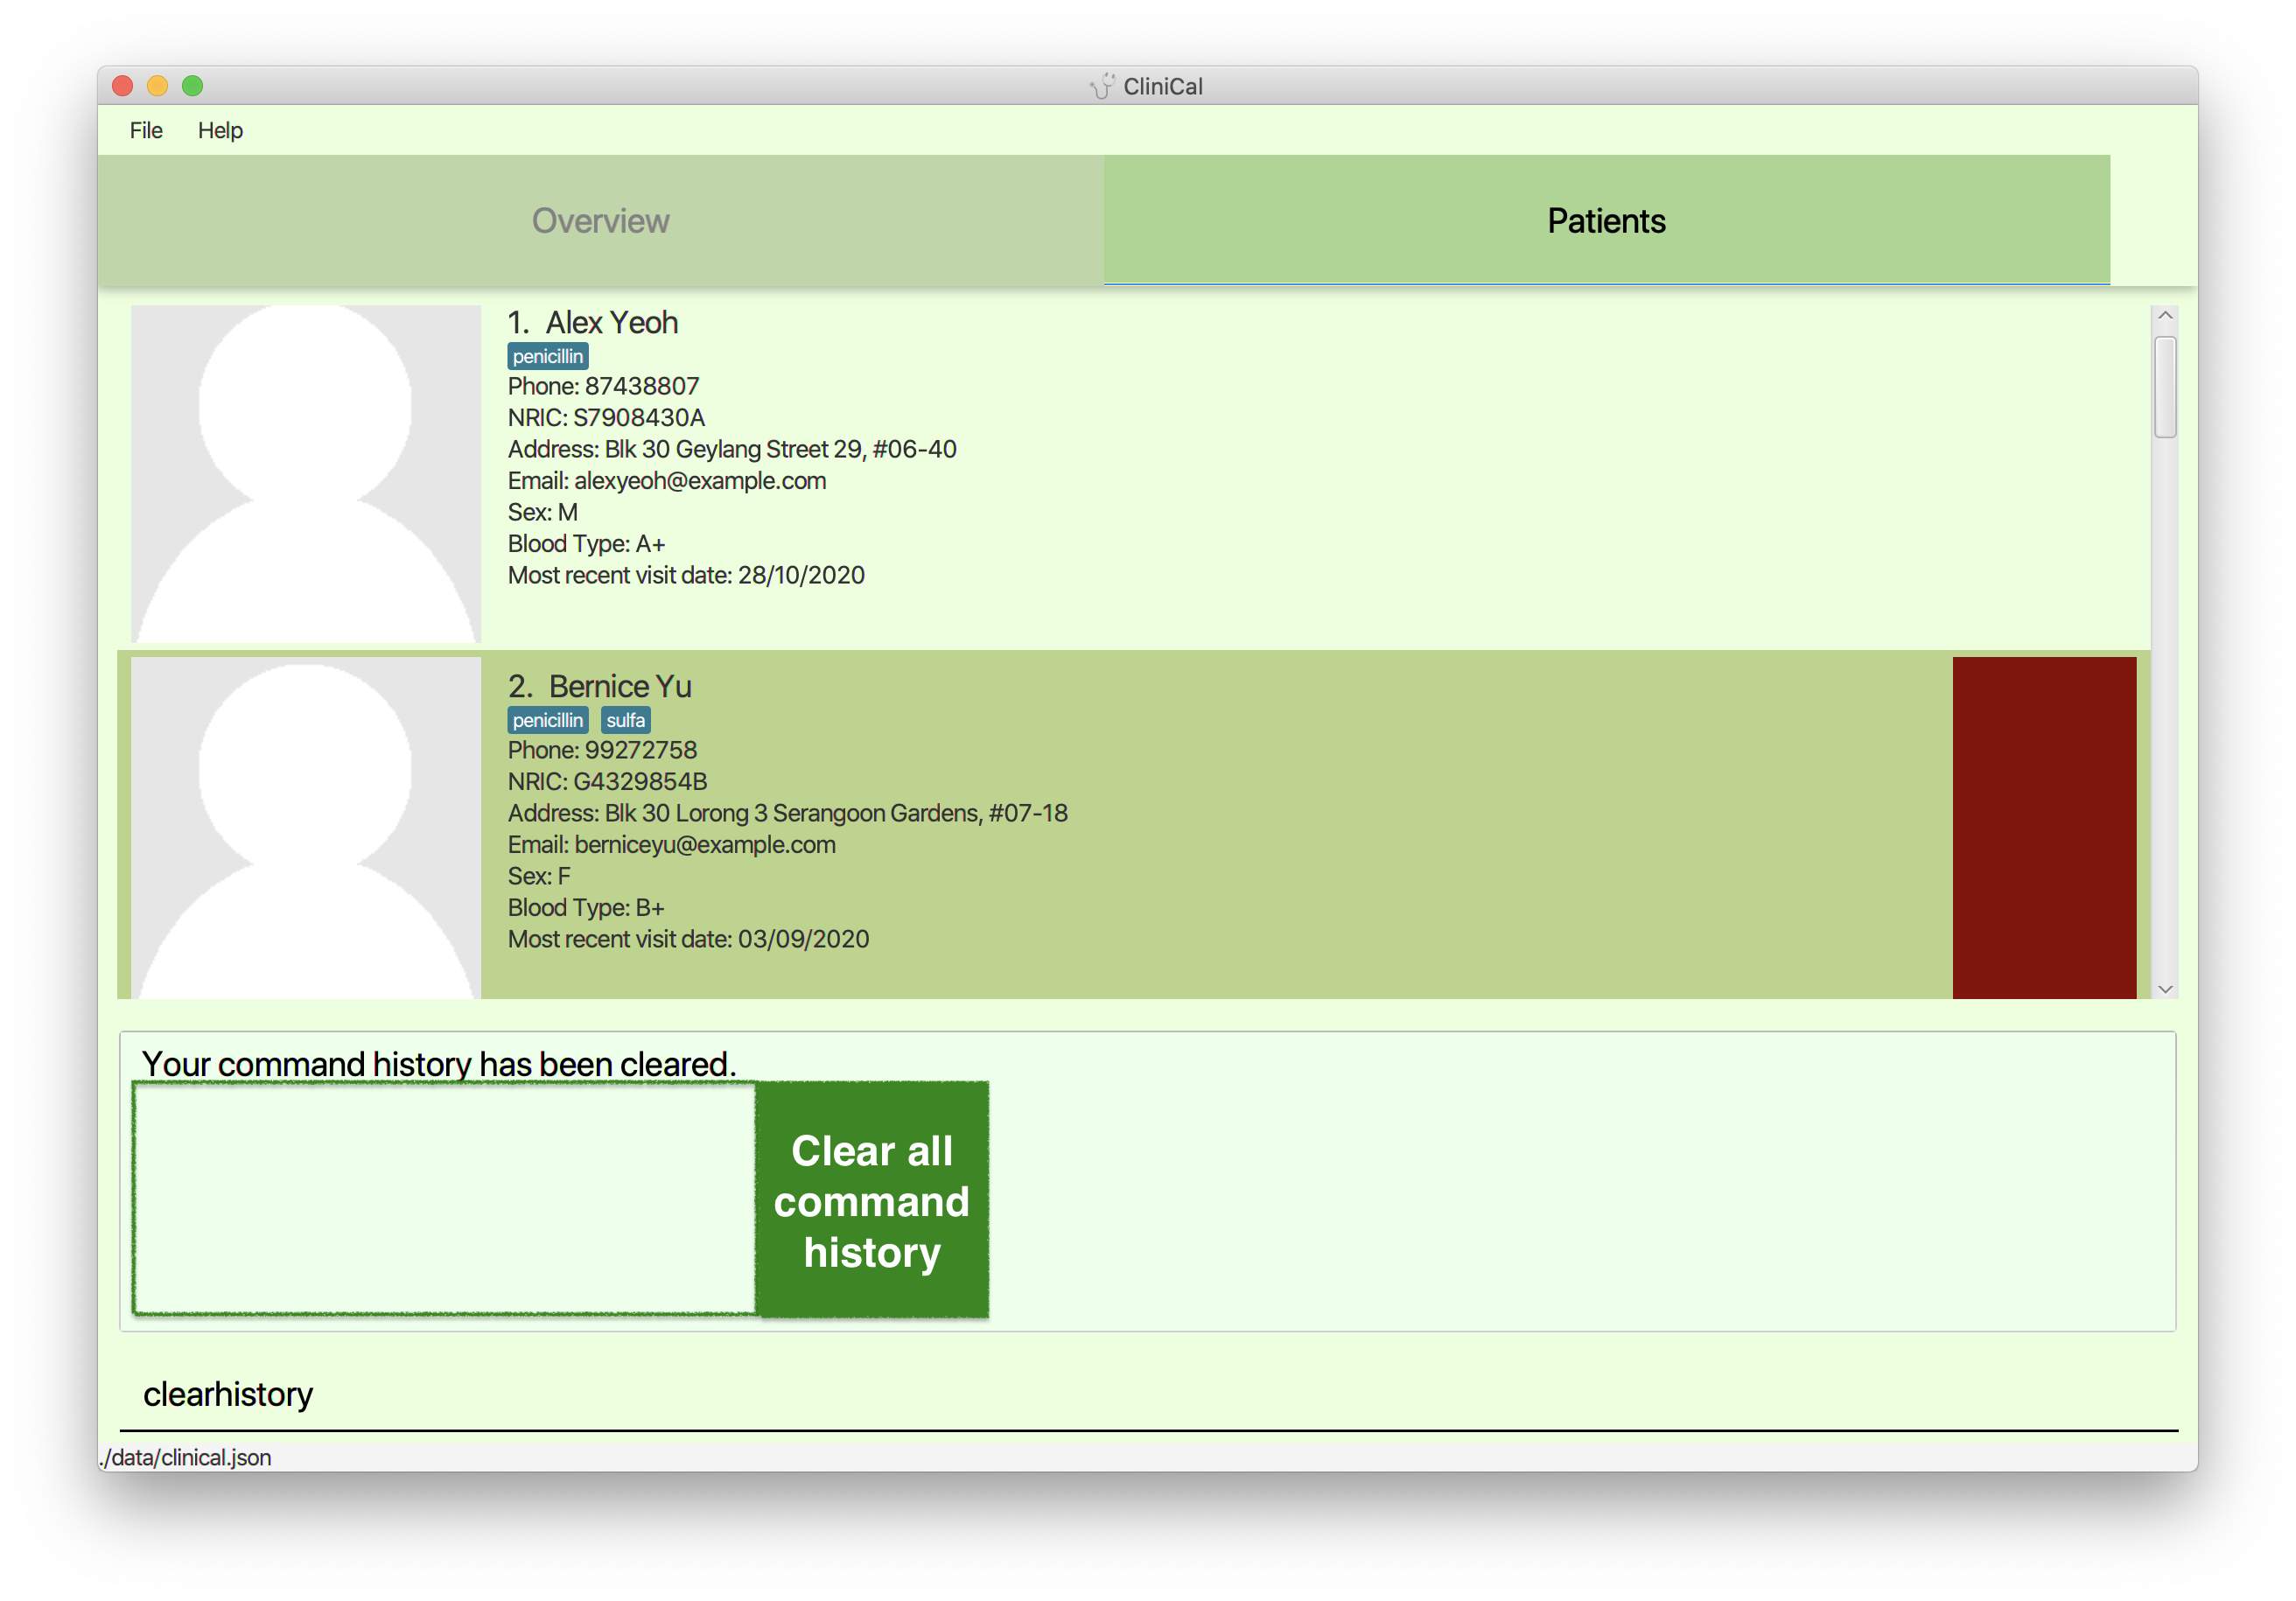 CliniCal
File Help
Overview Patients
1. Alex Yeoh
penicillin
Phone: 87438807
NRIC: S7908430A
Address: Blk 30 Geylang Street 29, #06-40
Email: alexyeoh@example.com
Sex: M
Blood Type: A+
Most recent visit date: 28/10/2020
2. Bernice Yu
penicillin sulfa
Phone: 99272758
NRIC: G4329854B
Address: Blk 30 Lorong 3 Serangoon Gardens, #07-18
Email: berniceyu@example.com
Sex: F
Blood Type: B+
Most recent visit date: 03/09/2020
Your command history has been cleared.
Clear all
command
history
clearhistory
./data/clinical.json